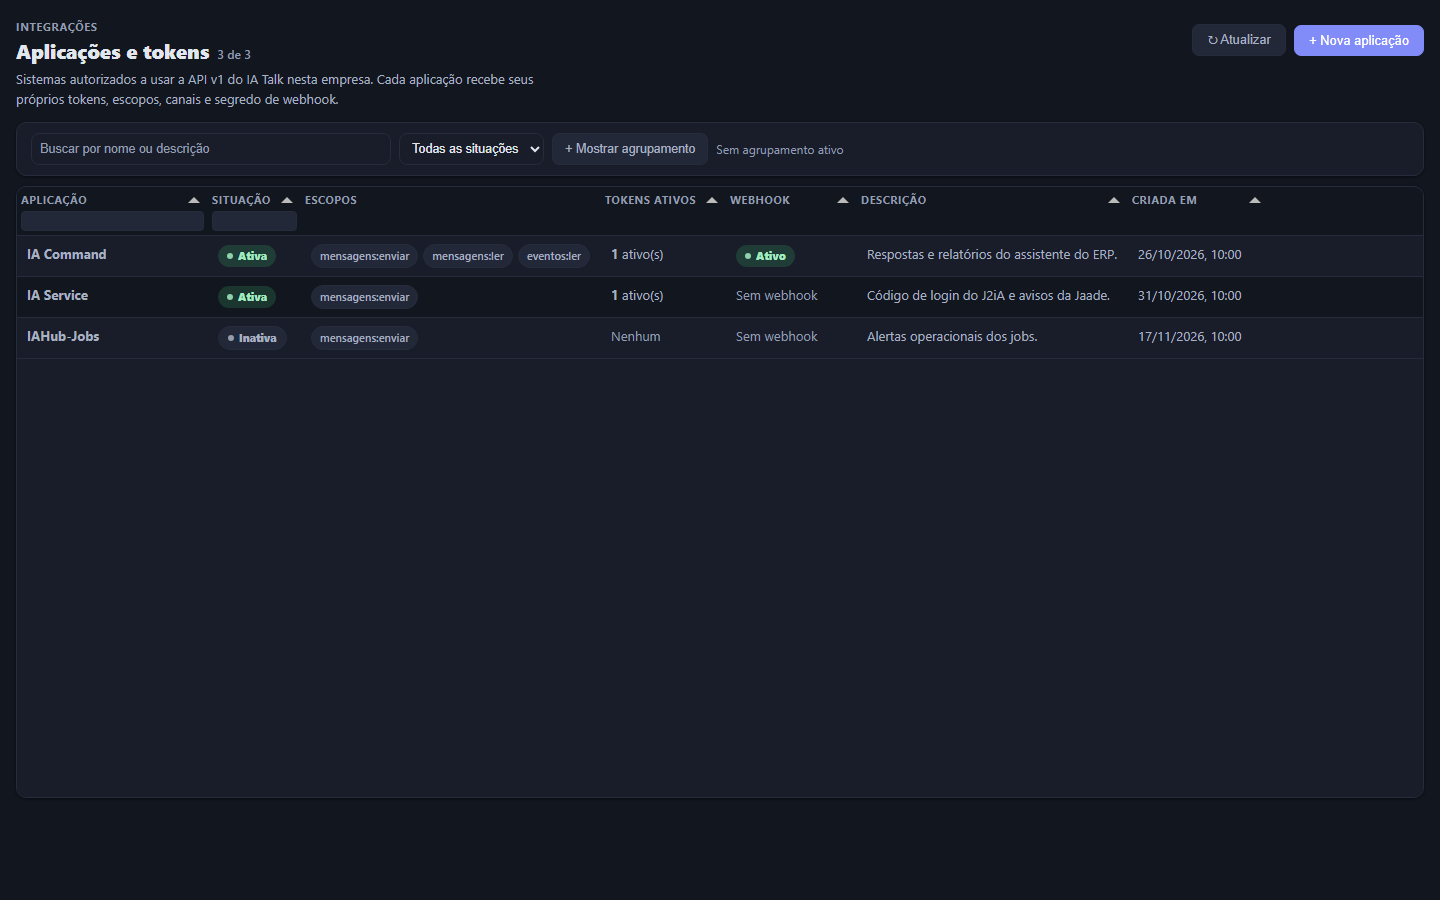 INTEGRAÇÕES
Aplicações e tokens 3 de 3
↻ Atualizar
+ Nova aplicação
Sistemas autorizados a usar a API v1 do IA Talk nesta empresa. Cada aplicação recebe seus
próprios tokens, escopos, canais e segredo de webhook.
Buscar por nome ou descrição Todas as situações + Mostrar agrupamento Sem agrupamento ativo
APLICAÇÃO SITUAÇÃO ESCOPOS TOKENS ATIVOS WEBHOOK DESCRIÇÃO CRIADA EM
IA Command Ativa mensagens:enviar mensagens:ler eventos:ler 1 ativo(s) Ativo Respostas e relatórios do assistente do ERP. 26/10/2026, 10:00
IA Service Ativa mensagens:enviar 1 ativo(s) Sem webhook Código de login do J2iA e avisos da Jaade. 31/10/2026, 10:00
IAHub-Jobs Inativa mensagens:enviar Nenhum Sem webhook Alertas operacionais dos jobs. 17/11/2026, 10:00